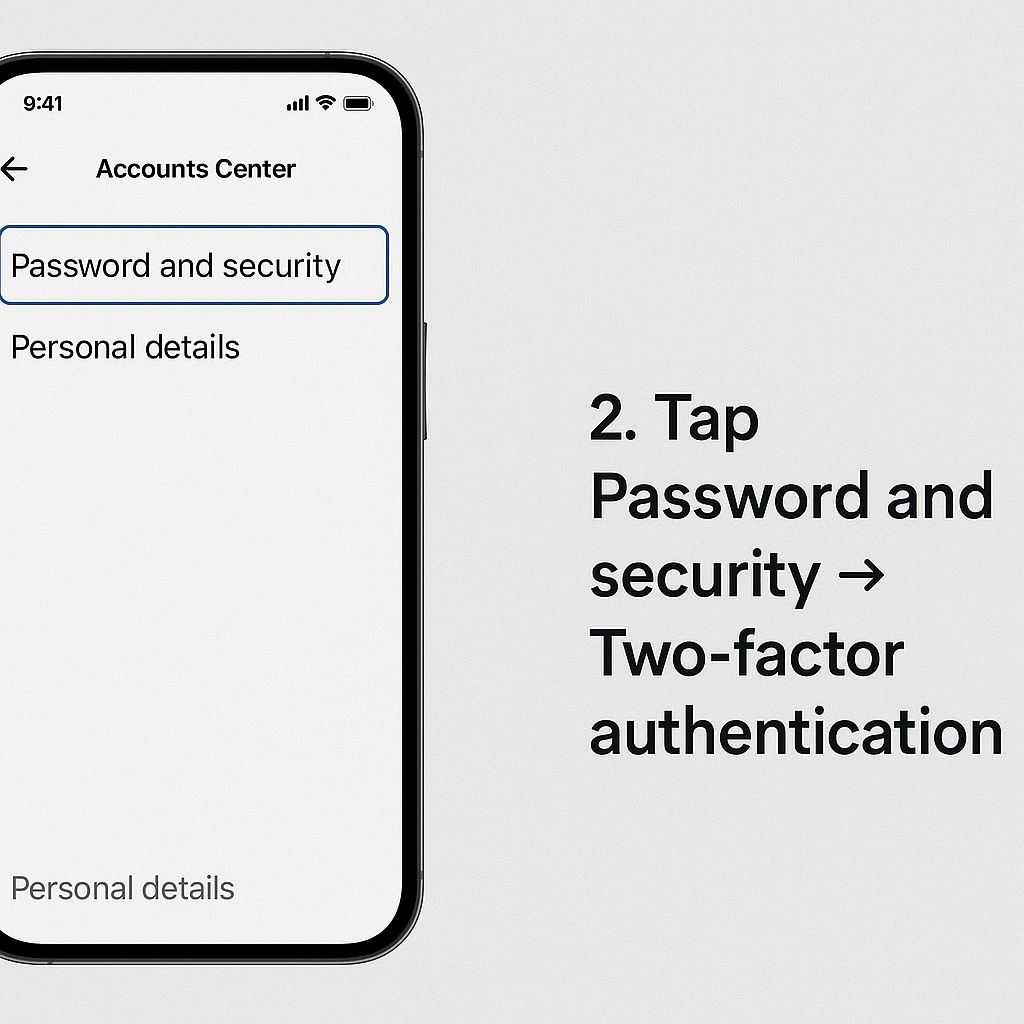 9:41
Accounts Center
Password and security
Personal details
Personal details
2. Tap
Password and
security →
Two-factor
authentication